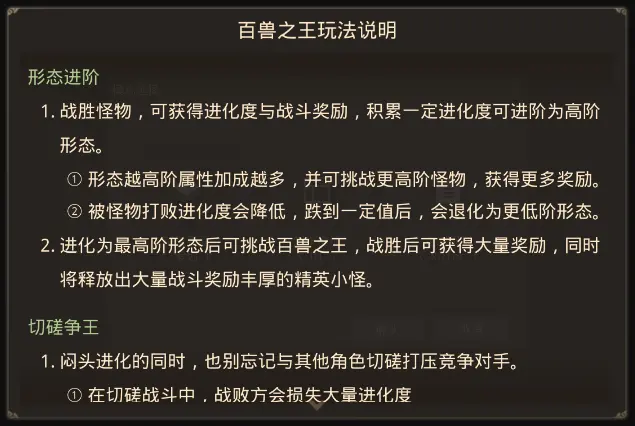 百兽之王玩法说明
形态进阶
1. 战胜怪物，可获得进化度与战斗奖励，积累一定进化度可进阶为高阶
形态。
① 形态越高阶属性加成越多，并可挑战更高阶怪物，获得更多奖励。
② 被怪物打败进化度会降低，跌到一定值后，会退化为更低阶形态。
2. 进化为最高阶形态后可挑战百兽之王，战胜后可获得大量奖励，同时
将释放出大量战斗奖励丰厚的精英小怪。
切磋争王
1. 闷头进化的同时，也别忘记与其他角色切磋打压竞争对手。
① 在切磋战斗中，战败方会损失大量进化度